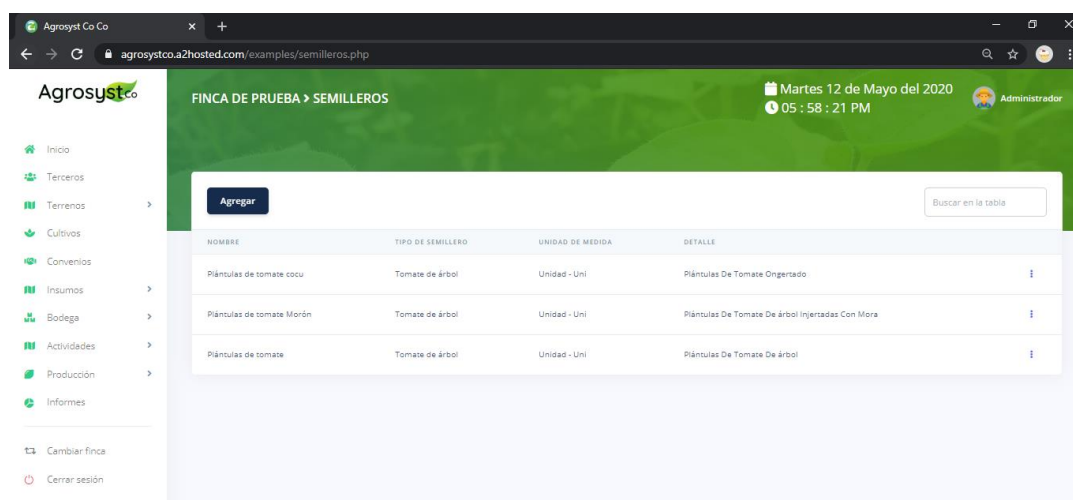 Agrosyst Co Co
agrosystco.a2hosted.com/examples/semilleros.php
Agrosystco
FINCA DE PRUEBA > SEMILLEROS
Martes 12 de Mayo del 2020
05 : 58 : 21 PM
Administrador
Inicio
Terceros
Terrenos
Cultivos
Convenios
Insumos
Bodega
Actividades
Producción
Informes
Cambiar finca
Cerrar sesión
Agregar
Buscar en la tabla
NOMBRE TIPO DE SEMILLERO UNIDAD DE MEDIDA DETALLE
Plántulas de tomate cocu Tomate de árbol Unidad - Uni Plántulas De Tomate Ongertado
Plántulas de tomate Morón Tomate de árbol Unidad - Uni Plántulas De Tomate De árbol Injertadas Con Mora
Plántulas de tomate Tomate de árbol Unidad - Uni Plántulas De Tomate De árbol